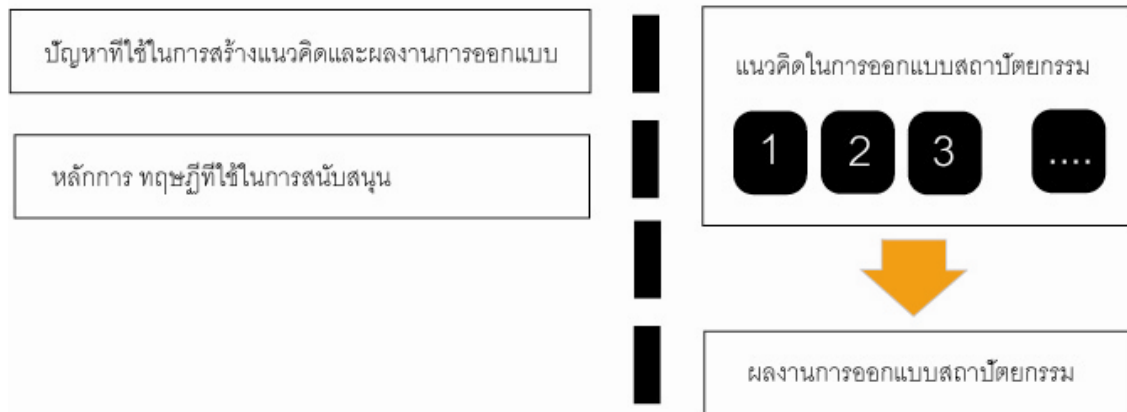 ปัญหาที่ใช้ในการสร้างแนวคิดและผลงานการออกแบบ
หลักการ ทฤษฎีที่ใช้ในการสนับสนุน
แนวคิดในการออกแบบสถาปัตยกรรม
1 2 3 ....
ผลงานการออกแบบสถาปัตยกรรม